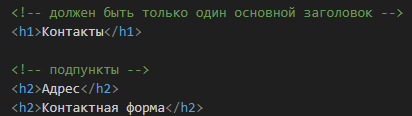 <!-- должен быть только один основной заголовок -->
<h1>Контакты</h1>
<!-- подпункты -->
<h2>Адрес</h2>
<h2>Контактная форма</h2>